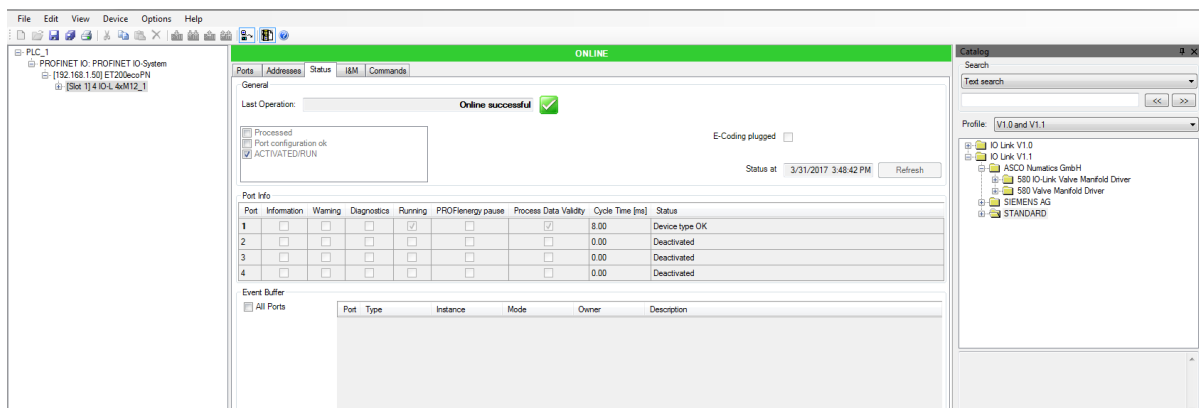 File Edit View Device Options Help
PLC_1
PROFINET IO: PROFINET IO-System
[192.168.1.50] ET200ecoPN
[Slot 1] 4 IO-L 4xM12_1
ONLINE
Ports Addresses Status I&M Commands
General
Last Operation: Online successful
Processed
Port configuration ok
ACTIVATED/RUN
E-Coding plugged
Status at 3/31/2017 3:48:42 PM Refresh
Port Info
Port Information Warning Diagnostics Running PROFIenergy pause Process Data Validity Cycle Time [ms] Status
1 8.00 Device type OK
2 0.00 Deactivated
3 0.00 Deactivated
4 0.00 Deactivated
Event Buffer
All Ports
Port Type Instance Mode Owner Description
Catalog
Search
Text search
<< >>
Profile: V1.0 and V1.1
IO Link V1.0
IO Link V1.1
ASCO Numatics GmbH
580 IO-Link Valve Manifold Driver
580 Valve Manifold Driver
SIEMENS AG
STANDARD